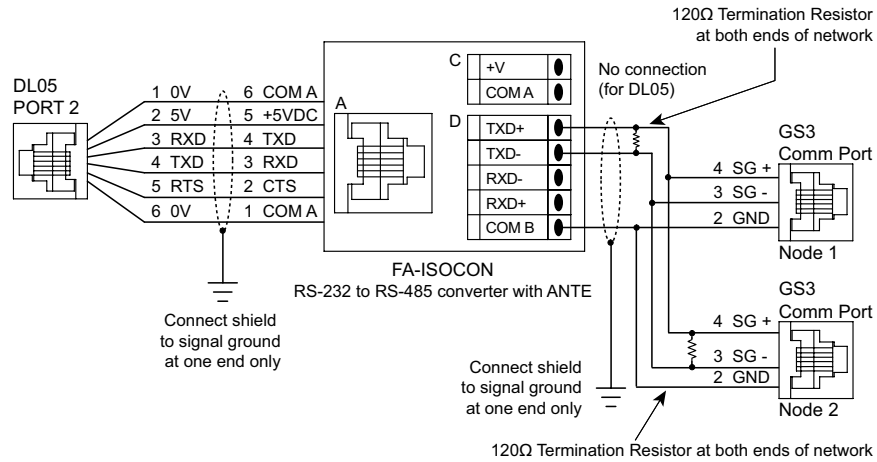 120Ω Termination Resistor
at both ends of network
DL05
PORT 2
1 0V 6 COM A
2 5V 5 +5VDC
3 RXD 4 TXD
4 TXD 3 RXD
5 RTS 2 CTS
6 0V 1 COM A
A
C
+V
COM A
D
TXD+
TXD-
RXD-
RXD+
COM B
No connection
(for DL05)
GS3
Comm Port
4 SG +
3 SG -
2 GND
Node 1
FA-ISOCON
RS-232 to RS-485 converter with ANTE
Connect shield
to signal ground
at one end only
GS3
Comm Port
4 SG +
3 SG -
2 GND
Node 2
Connect shield
to signal ground
at one end only
120Ω Termination Resistor at both ends of network